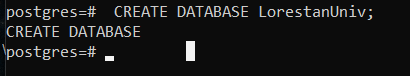 postgres=#  CREATE DATABASE LorestanUniv;
CREATE DATABASE
postgres=# _